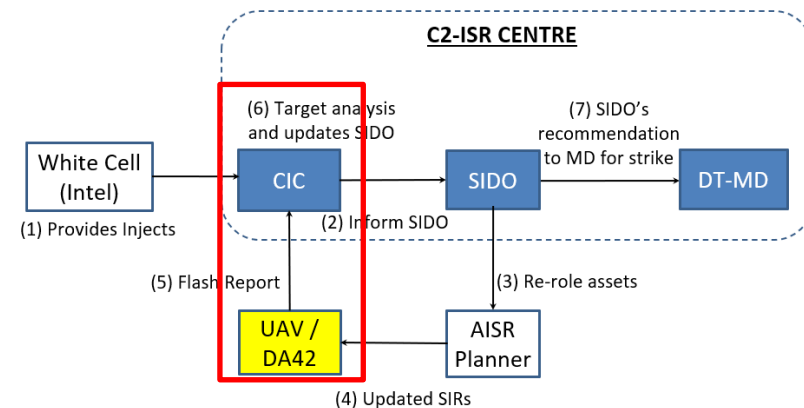 C2-ISR CENTRE
(6) Target analysis
and updates SIDO
(7) SIDO's
recommendation
to MD for strike
White Cell
(Intel)
CIC
SIDO
DT-MD
(1) Provides Injects
(2) Inform SIDO
(5) Flash Report
(3) Re-role assets
UAV /
DA42
AISR
Planner
(4) Updated SIRs